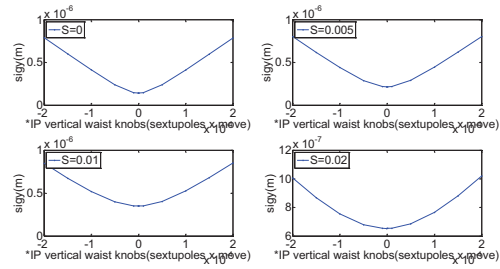 x 10⁻⁶ x 10⁻⁶
1 1
S=0 S=0.005
sigy(m) 0.5 sigy(m) 0.5
0 0
-2 -1 0 1 2 -2 -1 0 1 2
*IP vertical waist knobs(sextupoles x move) *IP vertical waist knobs(sextupoles x move)
x 10⁻⁶ x 10⁻⁷
1 12
S=0.01 S=0.02
10
sigy(m) 0.5 sigy(m)
8
0 6
-2 -1 0 1 2 -2 -1 0 1 2
*IP vertical waist knobs(sextupoles x move) *IP vertical waist knobs(sextupoles x move)